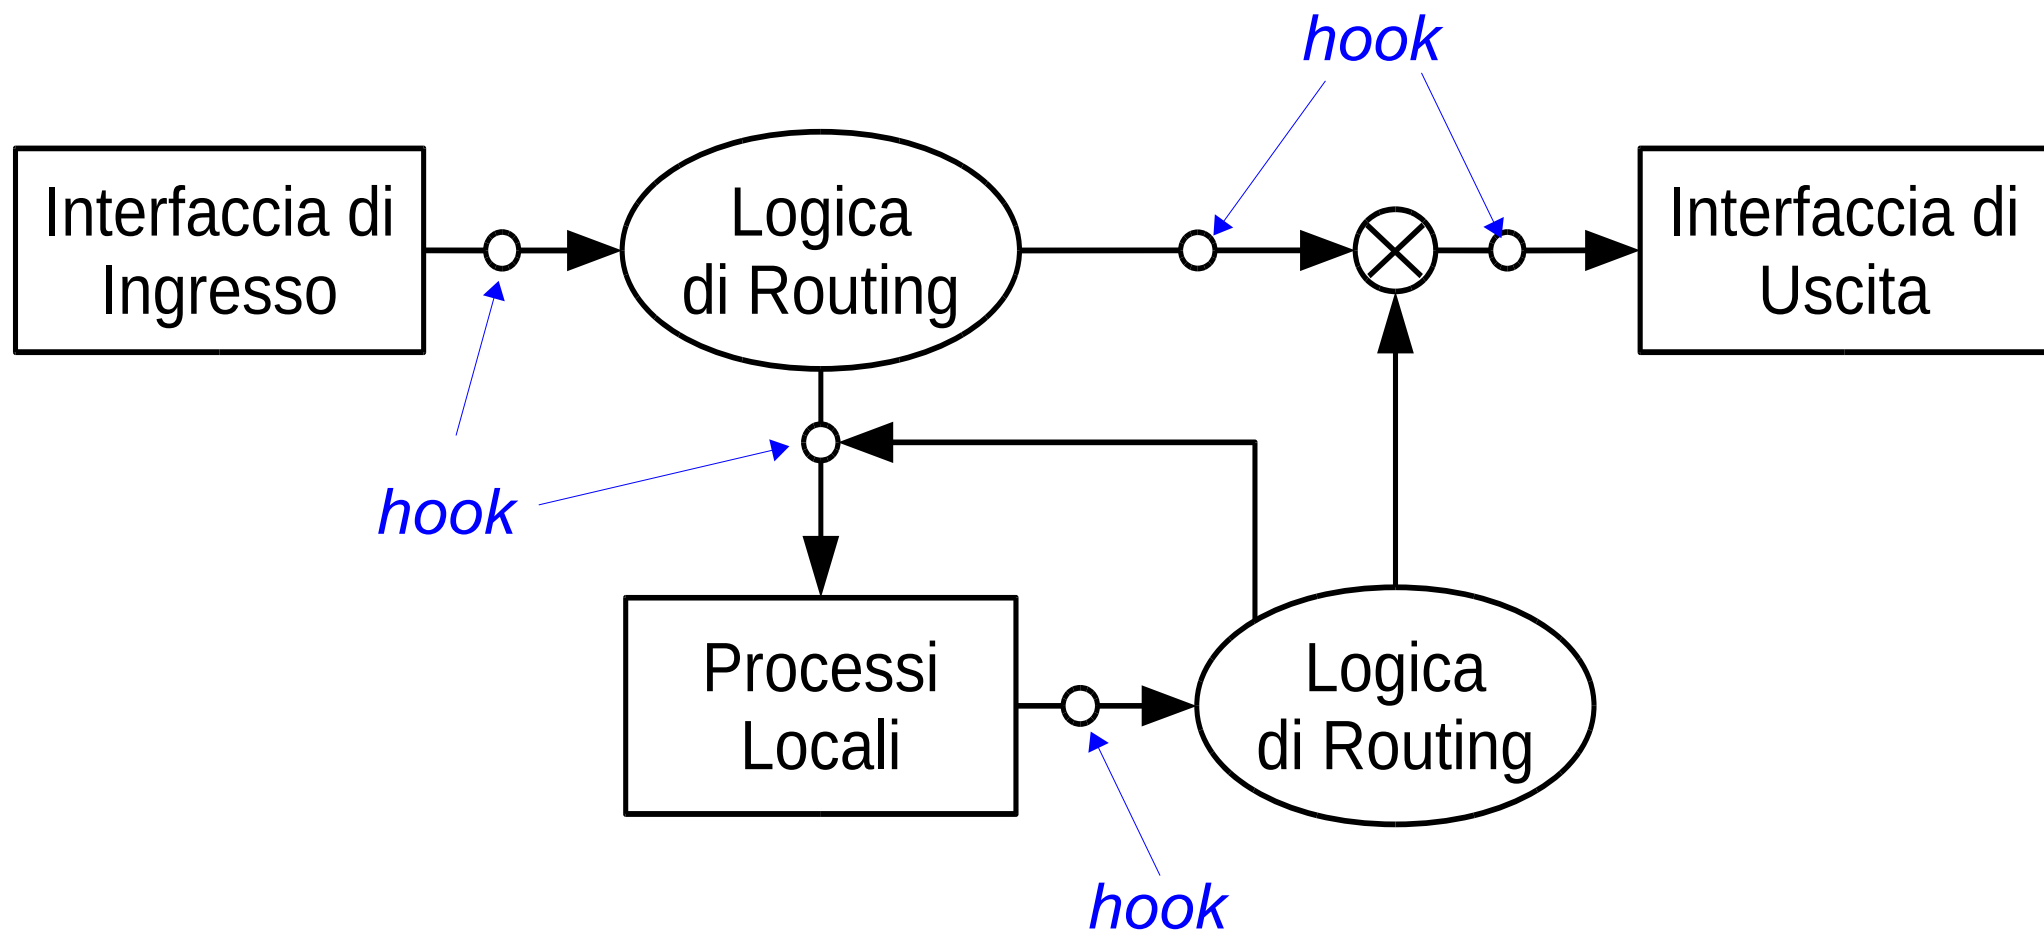 hook
Interfaccia di
Ingresso
Logica
di Routing
Interfaccia di
Uscita
hook
Processi
Locali
Logica
di Routing
hook